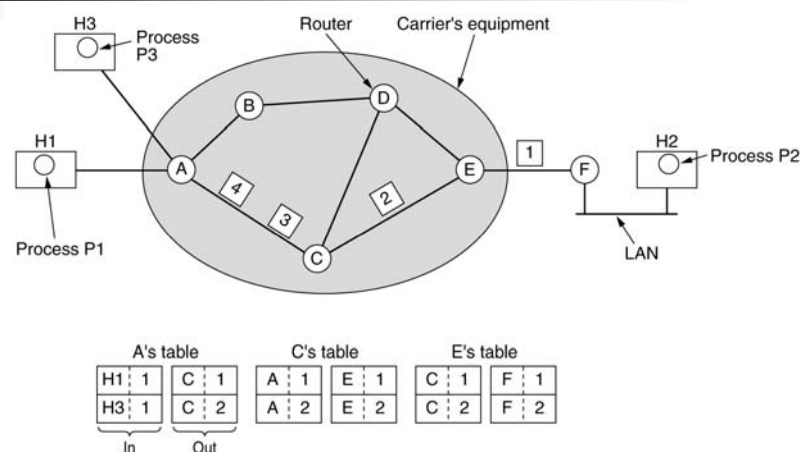 H3
Process
P3
Router
Carrier's equipment
B
D
H1
A
4
3
2
E
1
F
H2
Process P2
Process P1
C
LAN
A's table
H1 1 C 1
H3 1 C 2
In Out
C's table
A 1 E 1
A 2 E 2
E's table
C 1 F 1
C 2 F 2